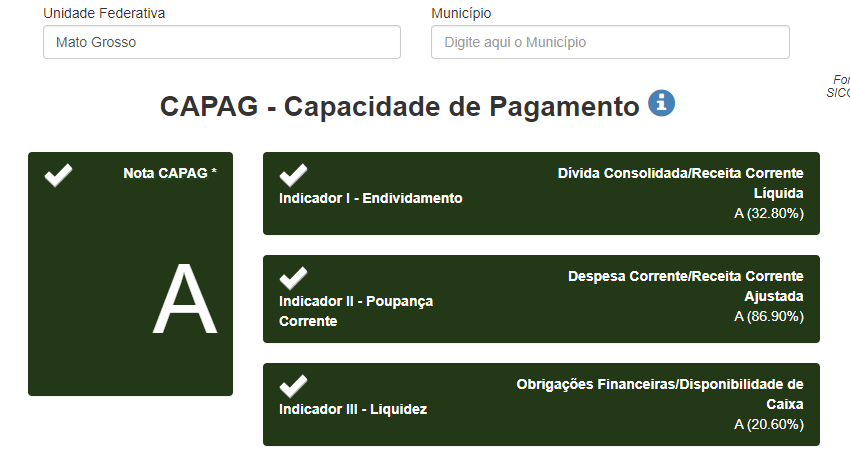 Unidade Federativa
Município
Mato Grosso
Digite aqui o Município
CAPAG - Capacidade de Pagamento
Nota CAPAG *
A
Indicador I - Endividamento
Dívida Consolidada/Receita Corrente
Líquida
A (32.80%)
Indicador II - Poupança
Corrente
Despesa Corrente/Receita Corrente
Ajustada
A (86.90%)
Indicador III - Liquidez
Obrigações Financeiras/Disponibilidade de
Caixa
A (20.60%)